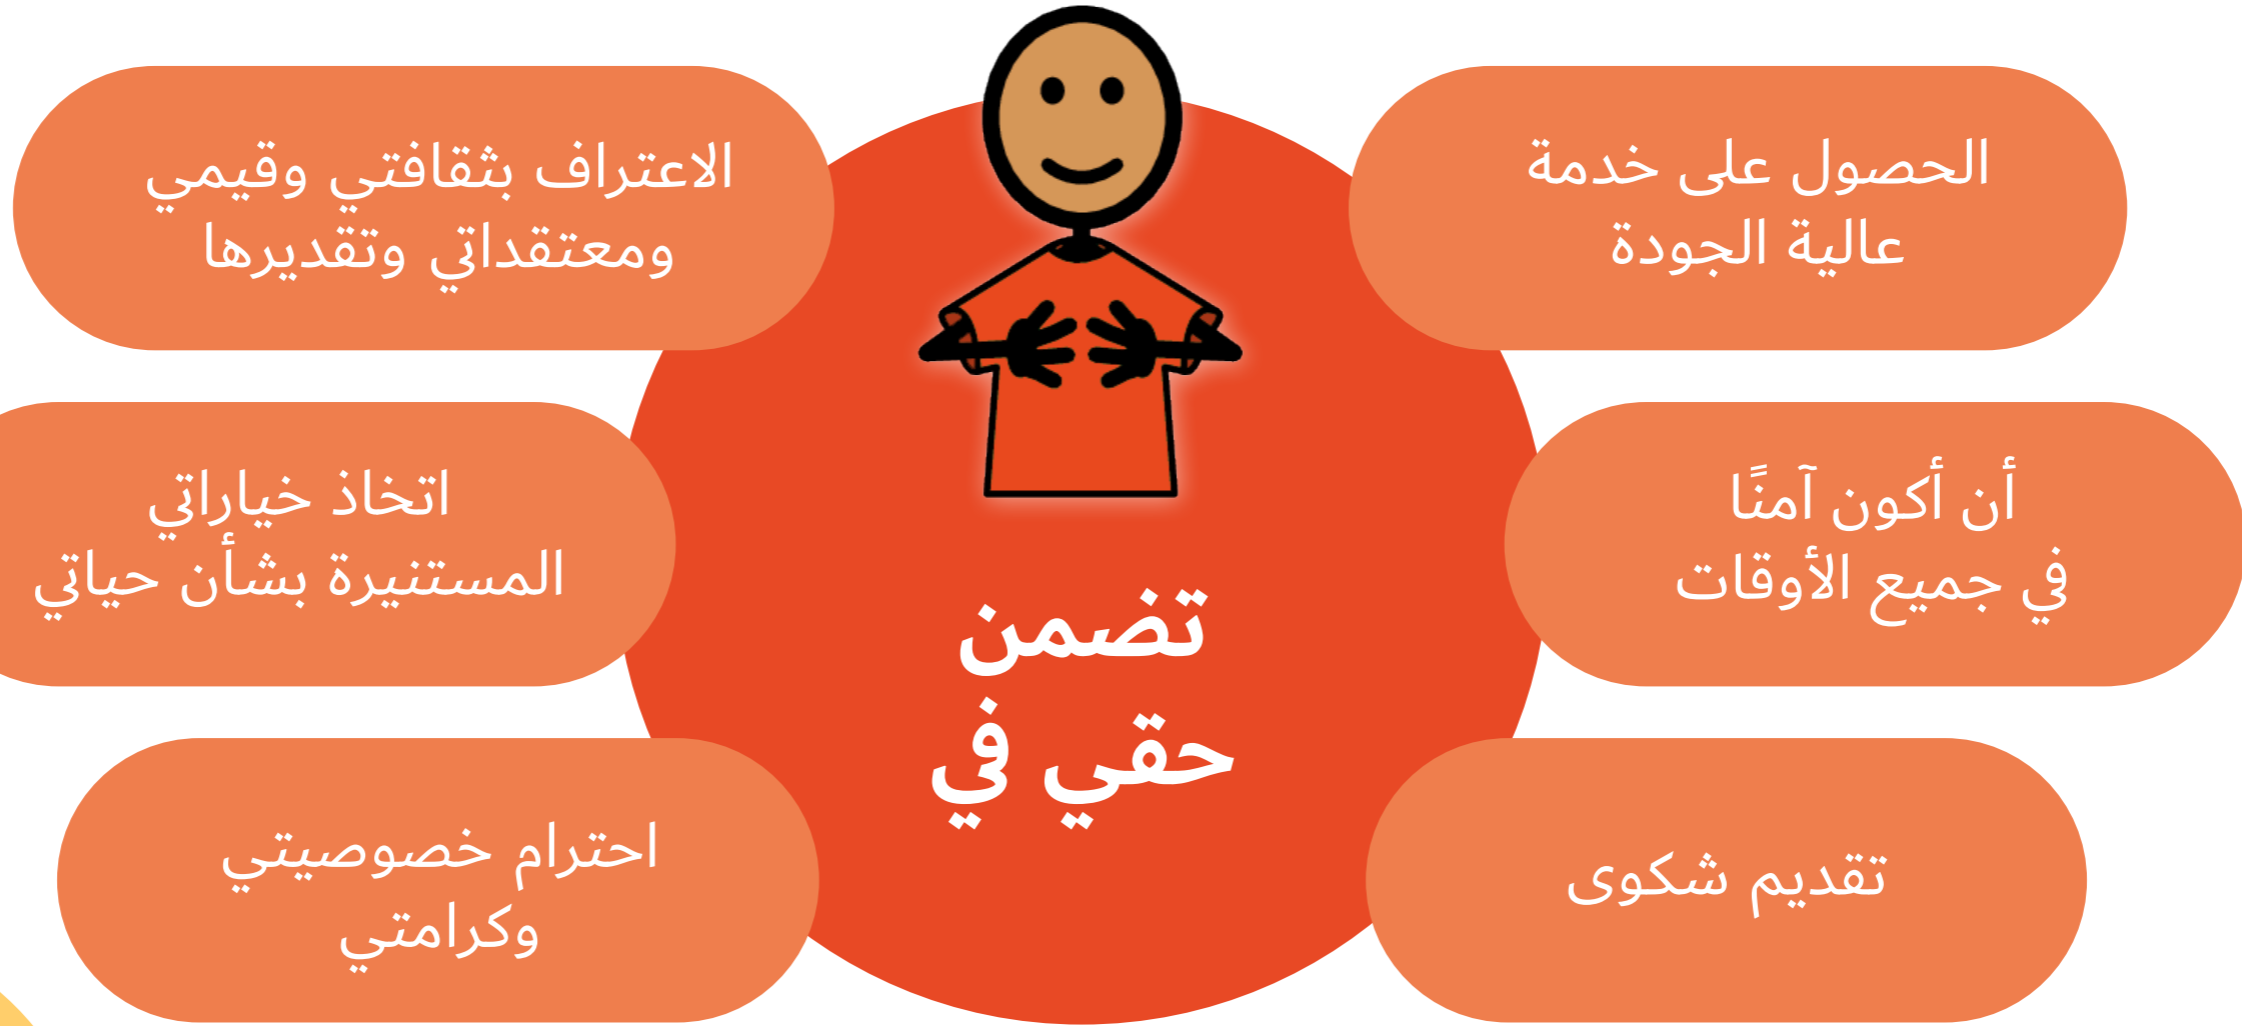 تضمن
حقي في
الحصول على خدمة
عالية الجودة
أن أكون آمنًا
في جميع الأوقات
تقديم شكوى
الاعتراف بثقافتي وقيمي
ومعتقداتي وتقديرها
اتخاذ خياراتي
المستنيرة بشأن حياتي
احترام خصوصيتي
وكرامتي